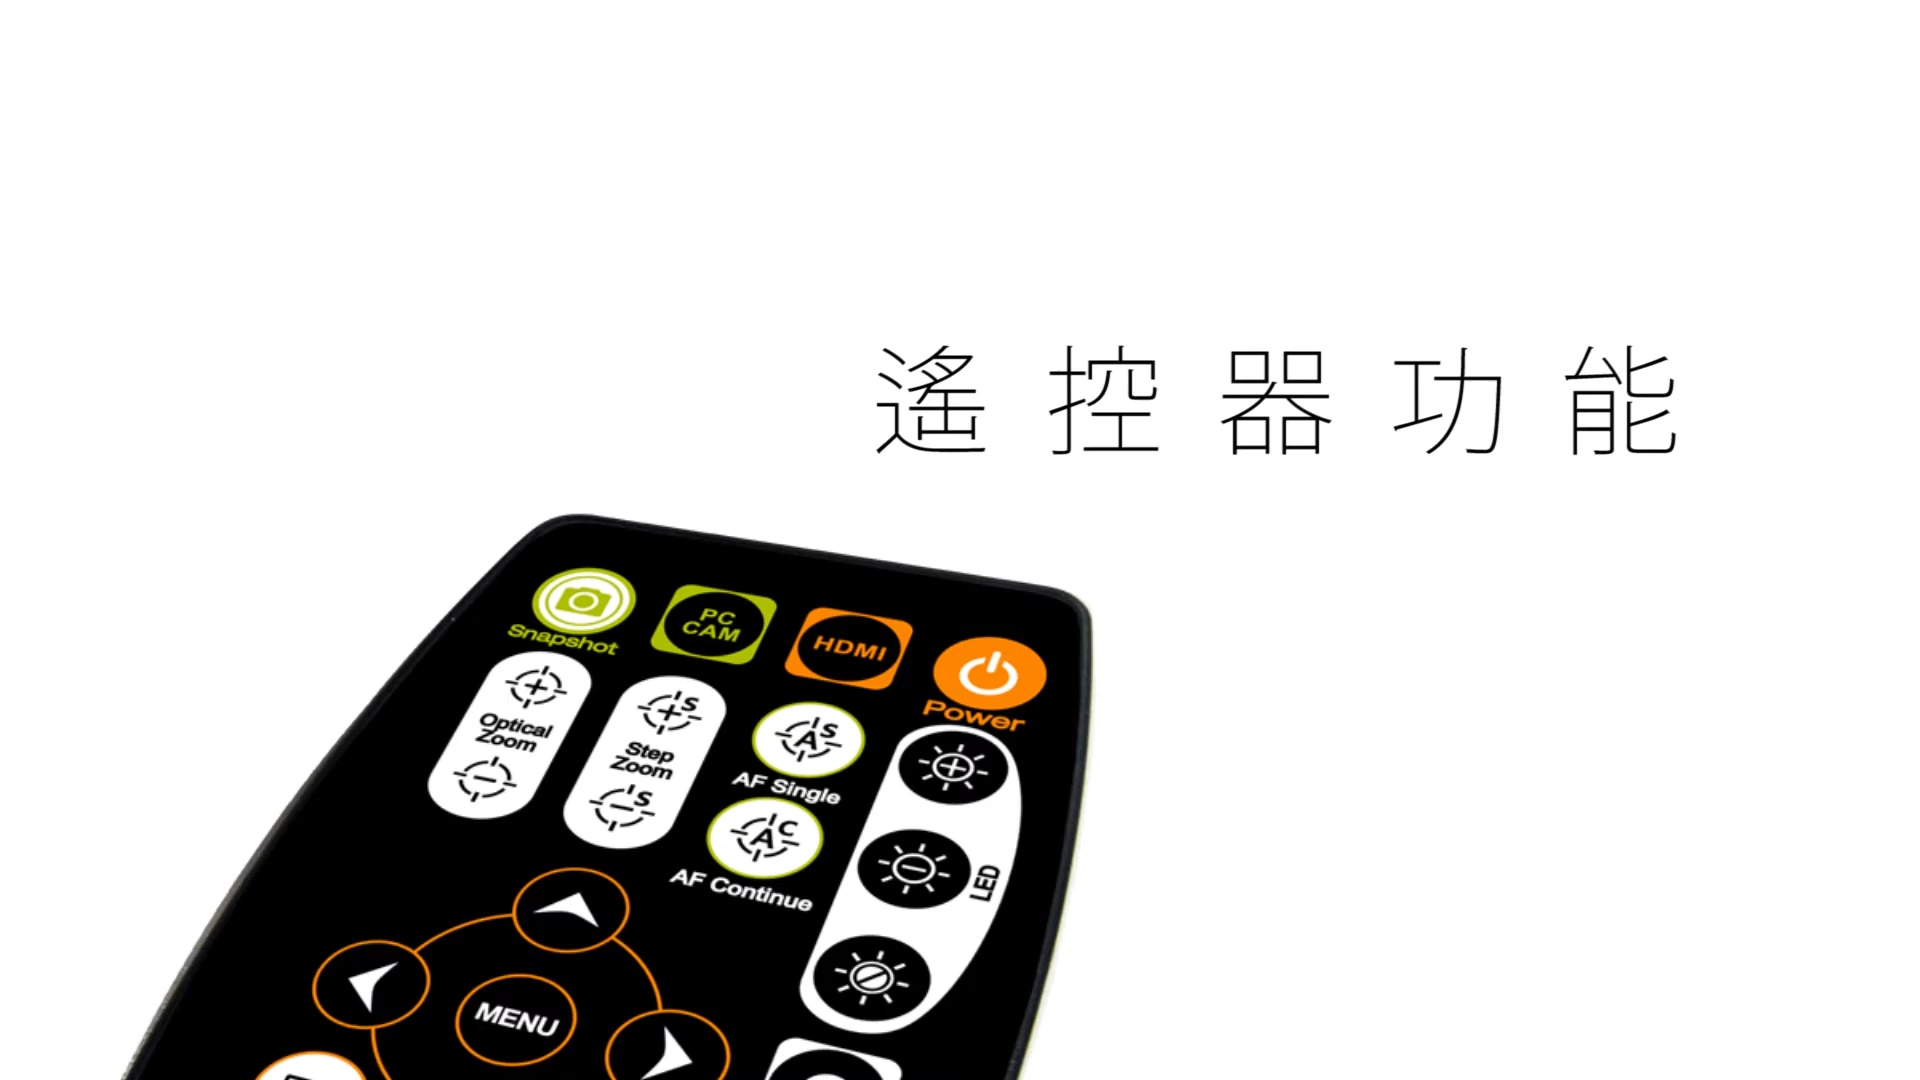 遙控器功能
PC
CAM
HDMI
Snapshot
Power
Optical
Zoom
Step
Zoom
S
S
A S
AF Single
A C
AF Continue
LED
MENU